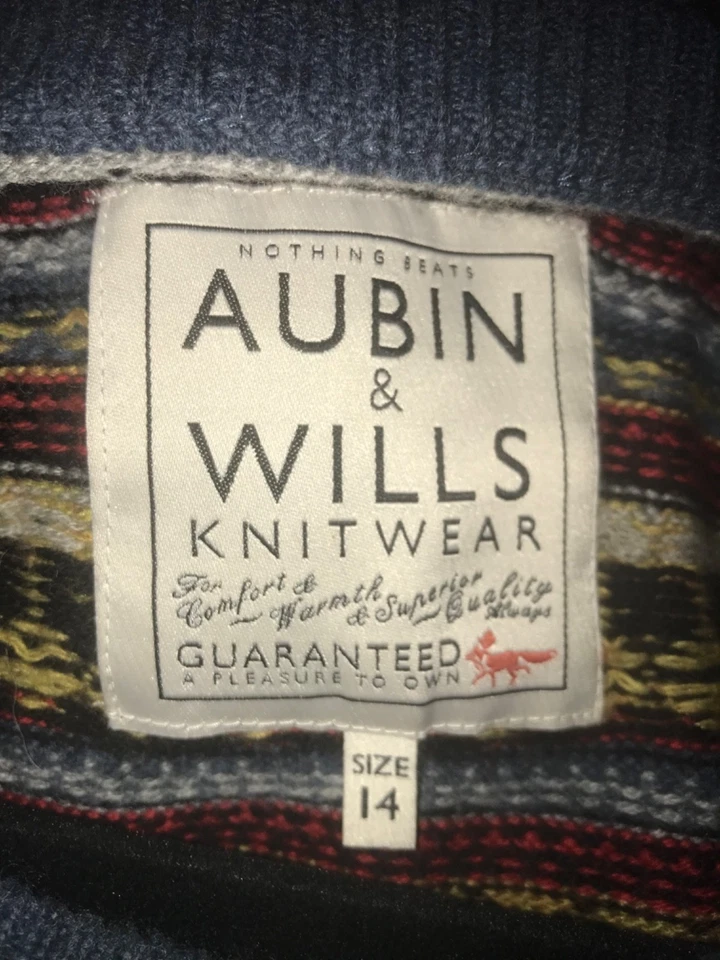 NOTHING BEATS
AUBIN
&
WILLS
KNITWEAR
For Comfort & Warmth & Superior Quality Always
GUARANTEED
A PLEASURE TO OWN
SIZE
14